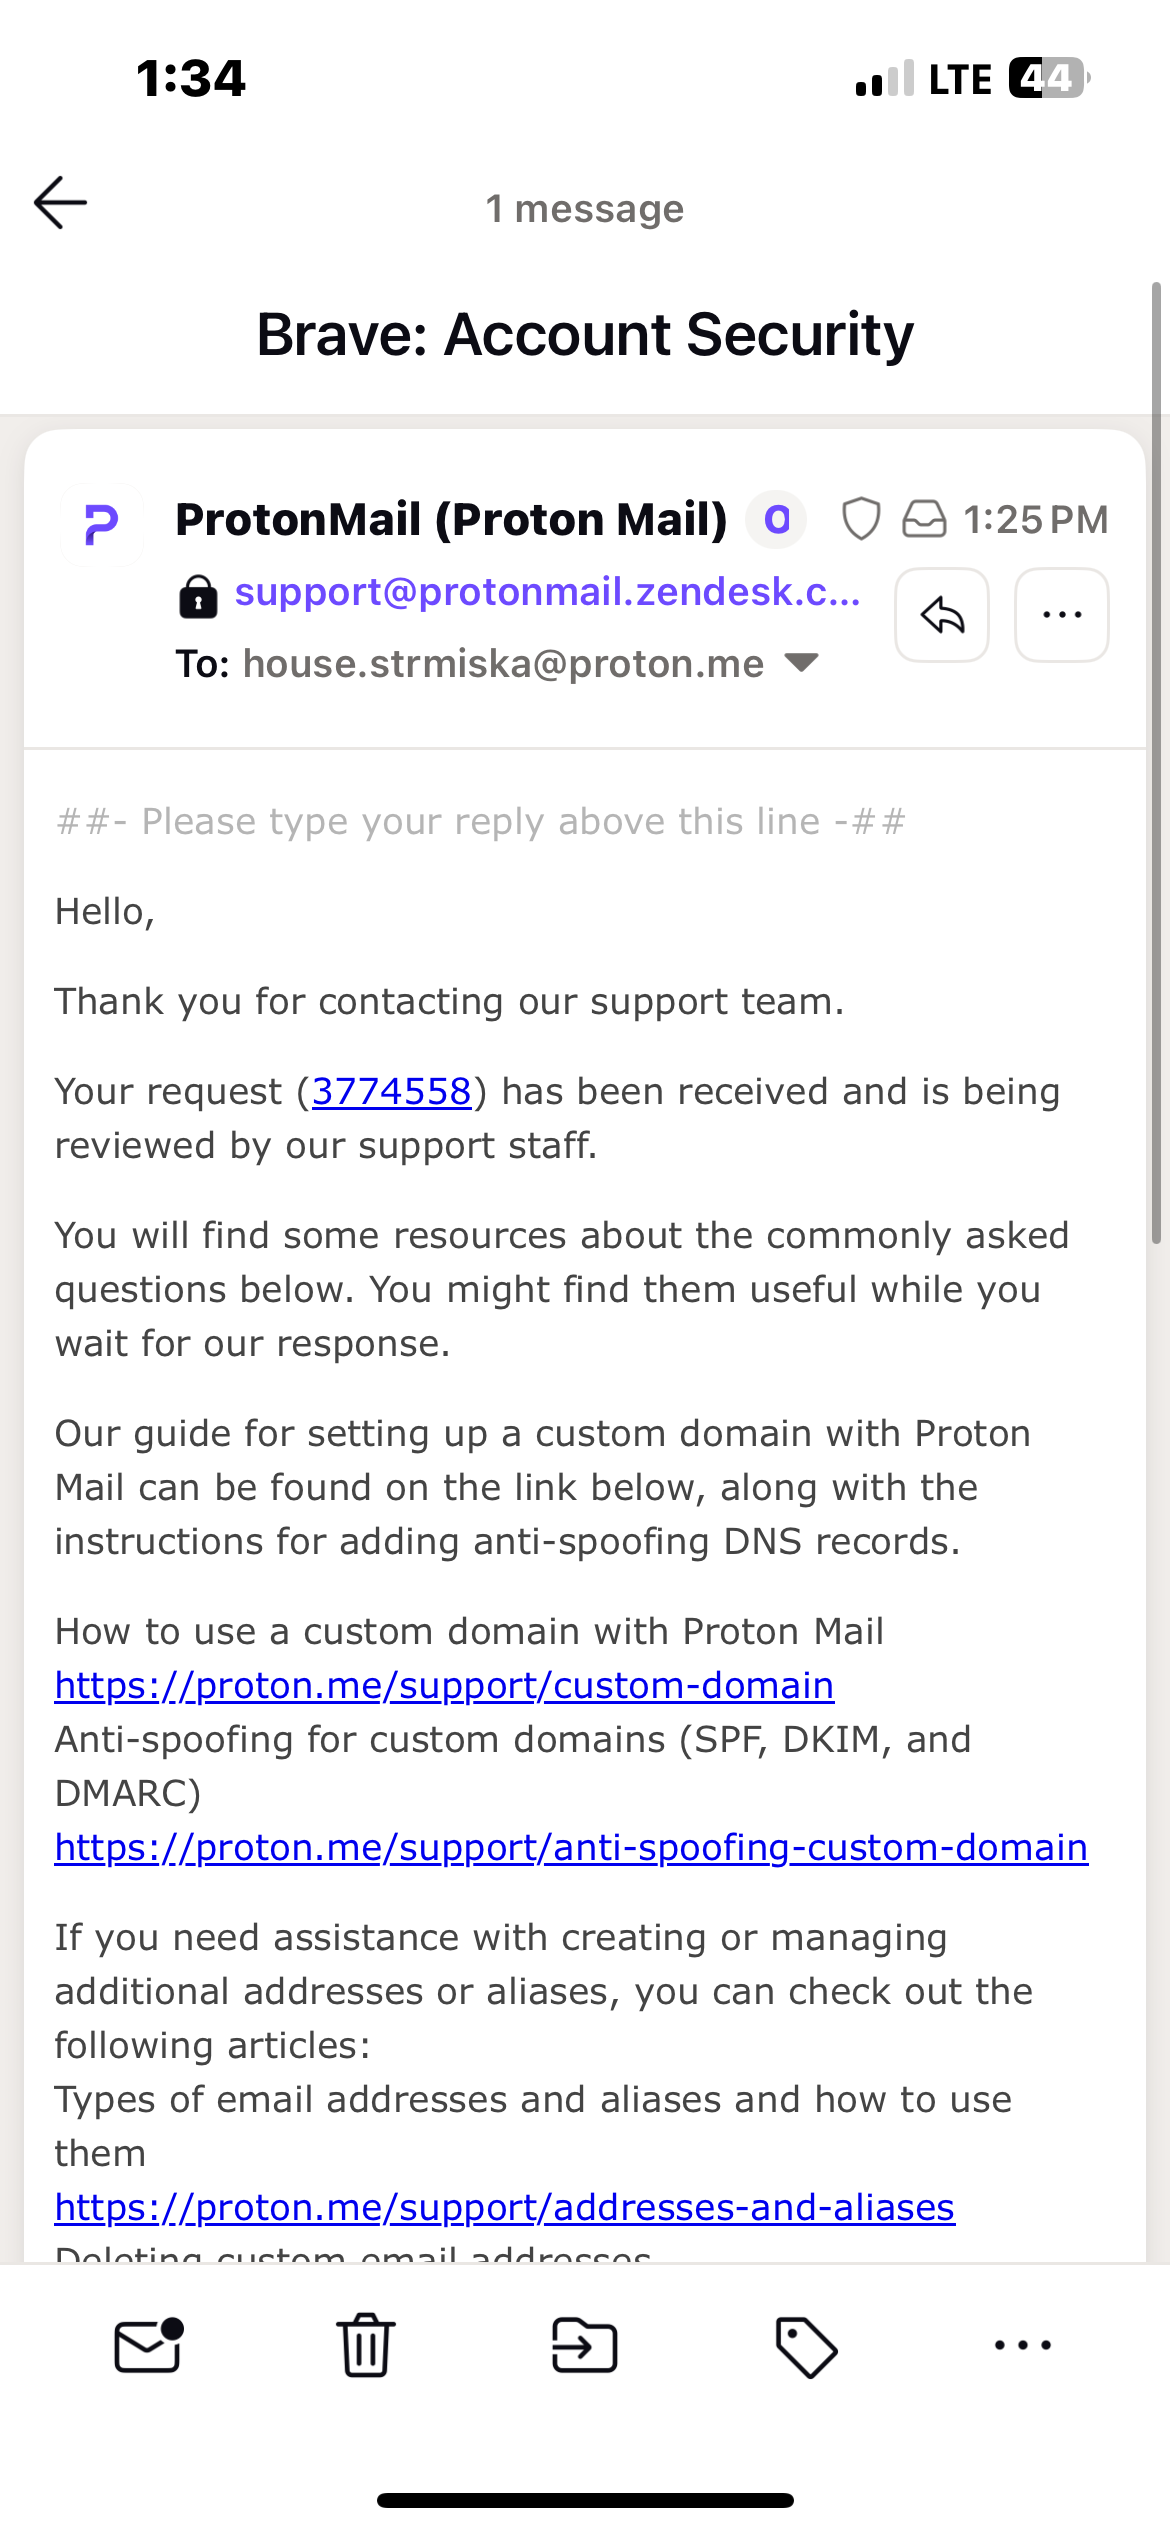 1:34
LTE 44
1 message
Brave: Account Security
ProtonMail (Proton Mail) O 1:25 PM
support@protonmail.zendesk.c...
To: house.strmiska@proton.me
##- Please type your reply above this line -##
Hello,
Thank you for contacting our support team.
Your request (3774558) has been received and is being
reviewed by our support staff.
You will find some resources about the commonly asked
questions below. You might find them useful while you
wait for our response.
Our guide for setting up a custom domain with Proton
Mail can be found on the link below, along with the
instructions for adding anti-spoofing DNS records.
How to use a custom domain with Proton Mail
https://proton.me/support/custom-domain
Anti-spoofing for custom domains (SPF, DKIM, and
DMARC)
https://proton.me/support/anti-spoofing-custom-domain
If you need assistance with creating or managing
additional addresses or aliases, you can check out the
following articles:
Types of email addresses and aliases and how to use
them
https://proton.me/support/addresses-and-aliases
Deleting custom email addresses